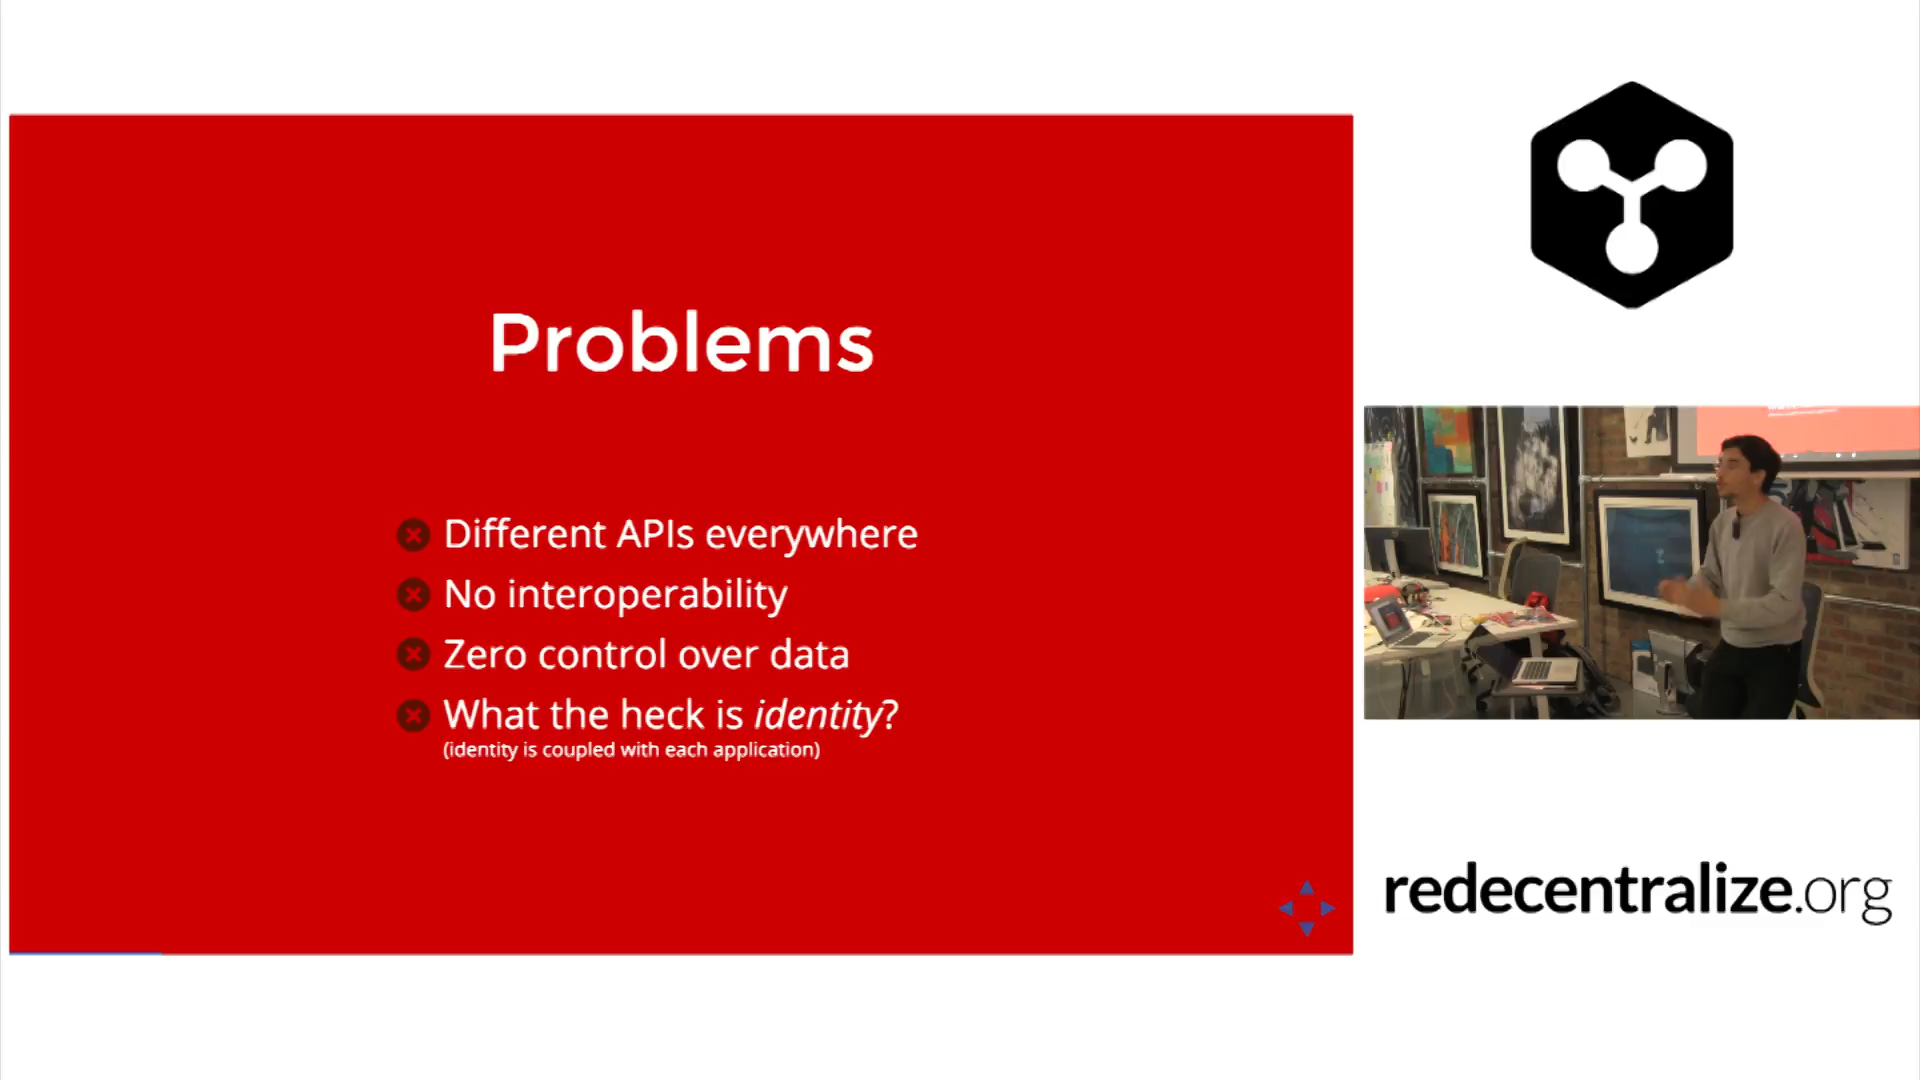 Problems
Different APIs everywhere
No interoperability
Zero control over data
What the heck is identity?
(identity is coupled with each application)
redecentralize.org